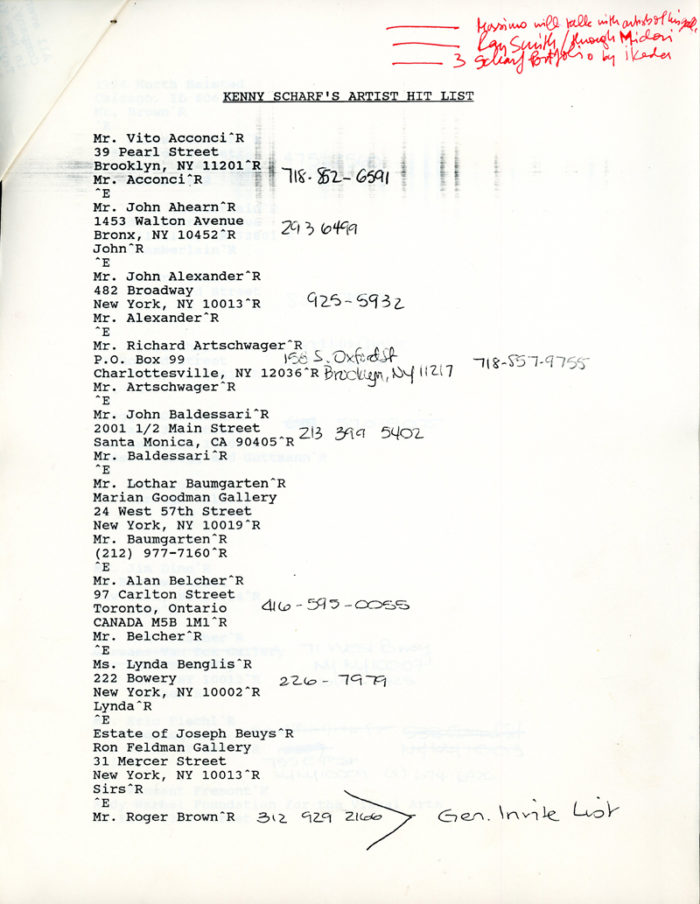 Massimo will talk with artists of his gal.
Ray Smith / through Midori
3 Scharf Portfolio by Ikeda
KENNY SCHARF'S ARTIST HIT LIST
Mr. Vito Acconci^R
39 Pearl Street
Brooklyn, NY 11201^R
Mr. Acconci^R 718-852-6591
^E
Mr. John Ahearn^R
1453 Walton Avenue
Bronx, NY 10452^R 293 6499
John^R
^E
Mr. John Alexander^R
482 Broadway
New York, NY 10013^R 925-5932
Mr. Alexander^R
^E
Mr. Richard Artschwager^R
P.O. Box 99 158 S. Oxford St 718-857-9755
Charlottesville, NY 12036^R Brooklyn, NY 11217
Mr. Artschwager^R
^E
Mr. John Baldessari^R
2001 1/2 Main Street
Santa Monica, CA 90405^R 213 399 5402
Mr. Baldessari^R
^E
Mr. Lothar Baumgarten^R
Marian Goodman Gallery
24 West 57th Street
New York, NY 10019^R
Mr. Baumgarten^R
(212) 977-7160^R
^E
Mr. Alan Belcher^R
97 Carlton Street
Toronto, Ontario 416-595-0055
CANADA M5B 1M1^R
Mr. Belcher^R
^E
Ms. Lynda Benglis^R
222 Bowery 226-7979
New York, NY 10002^R
Lynda^R
^E
Estate of Joseph Beuys^R
Ron Feldman Gallery
31 Mercer Street
New York, NY 10013^R
Sirs^R
^E
Mr. Roger Brown^R 312 929 2166 Gen. Invite List